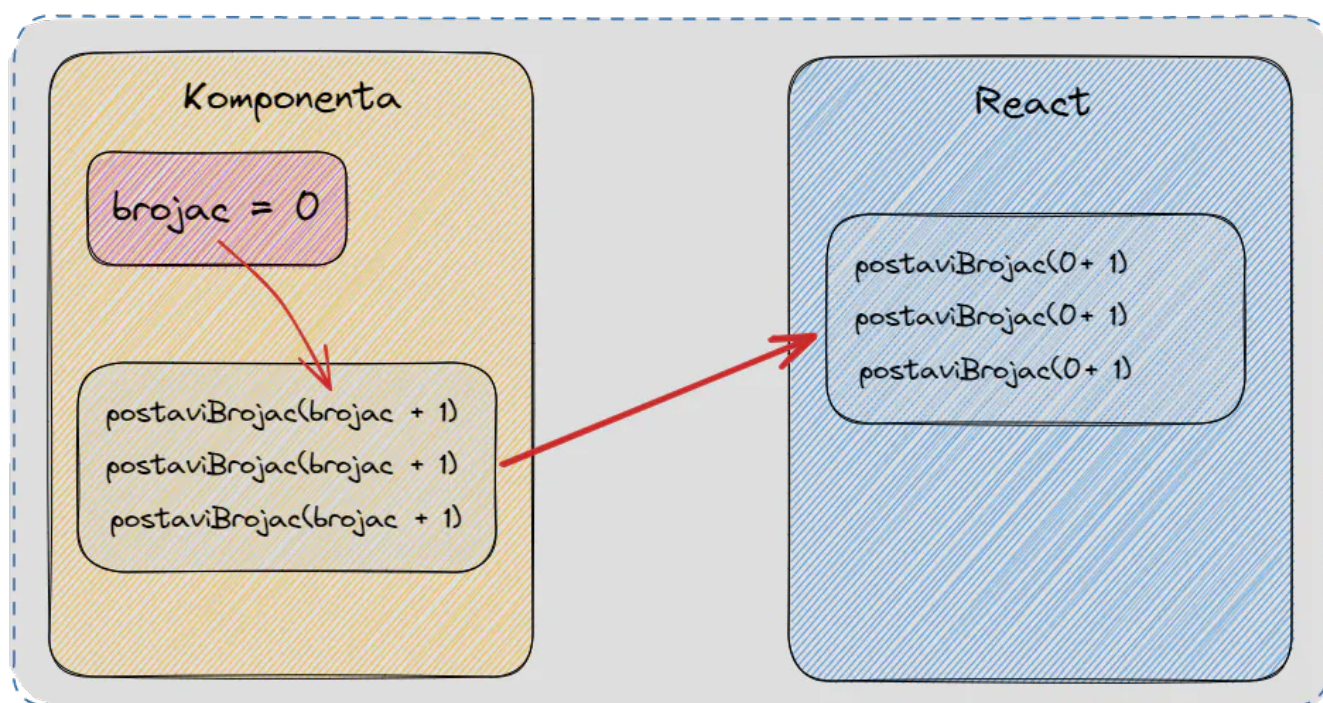 Komponenta
brojac = 0
postaviBrojac(brojac + 1)
postaviBrojac(brojac + 1)
postaviBrojac(brojac + 1)
React
postaviBrojac(0+ 1)
postaviBrojac(0+ 1)
postaviBrojac(0+ 1)